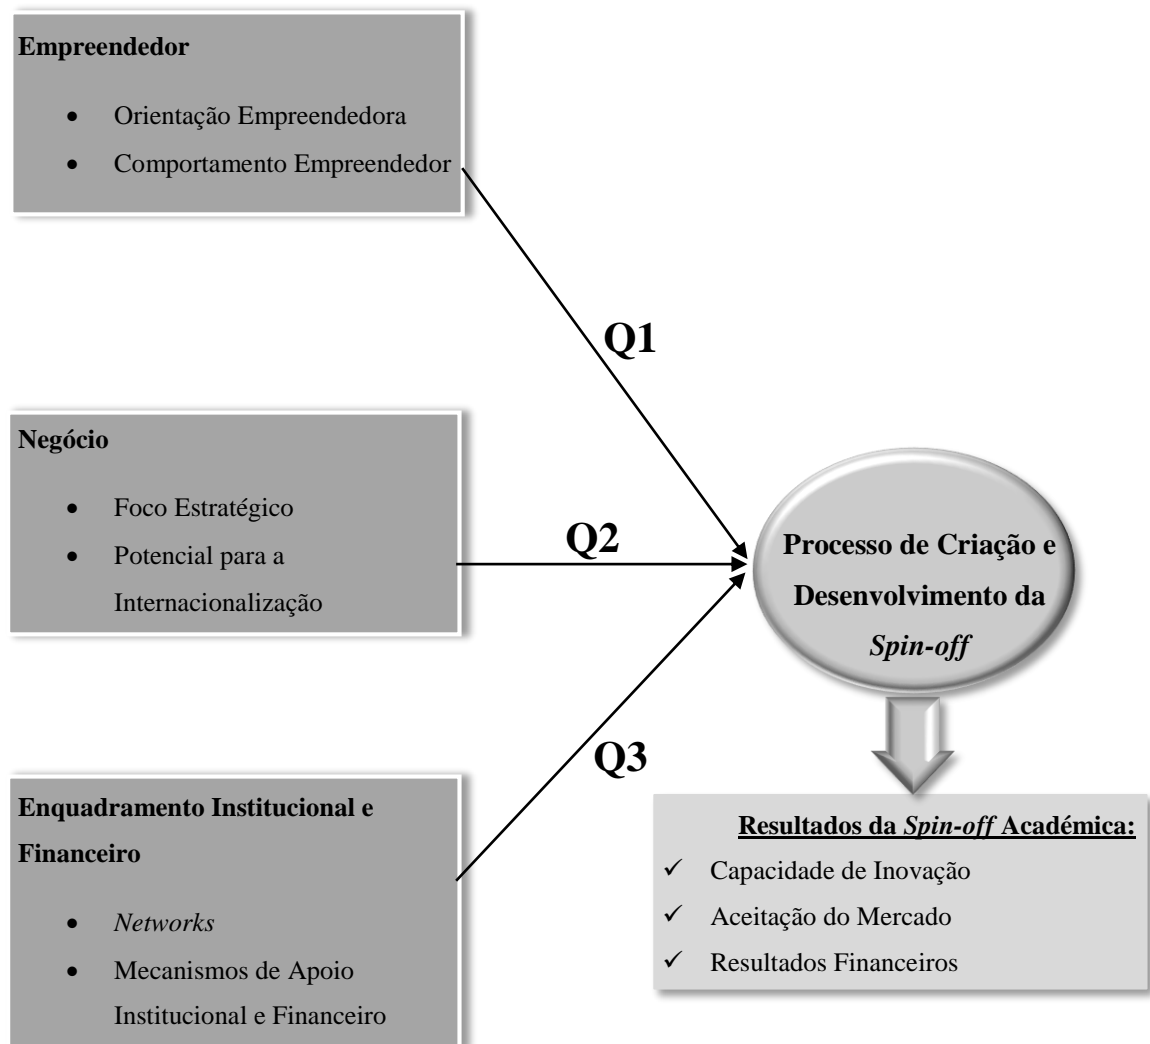 Empreendedor
• Orientação Empreendedora
• Comportamento Empreendedor
Q1
Negócio
• Foco Estratégico
• Potencial para a
Internacionalização
Q2
Processo de Criação e
Desenvolvimento da
Spin-off
Q3
Enquadramento Institucional e
Financeiro
• Networks
• Mecanismos de Apoio
Institucional e Financeiro
Resultados da Spin-off Académica:
✓ Capacidade de Inovação
✓ Aceitação do Mercado
✓ Resultados Financeiros